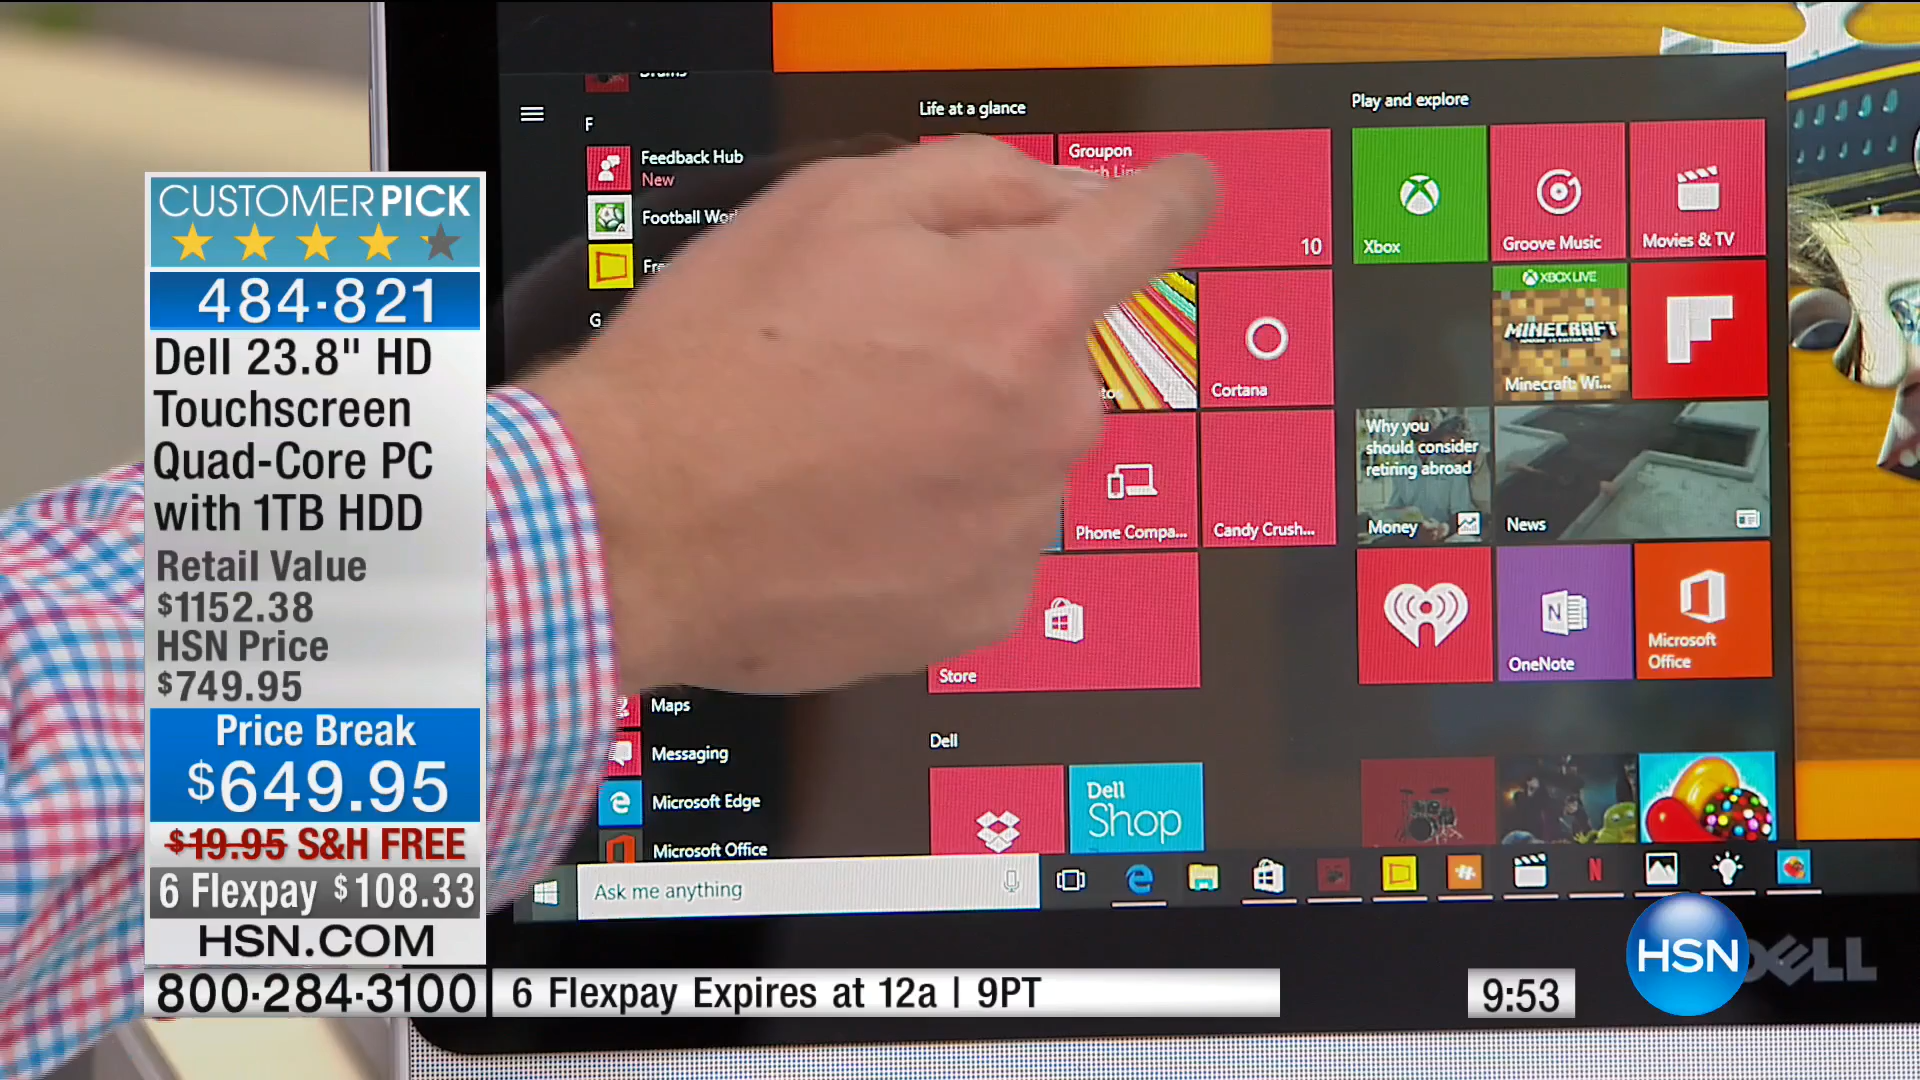 CUSTOMER PICK
484-821
Dell 23.8" HD
Touchscreen
Quad-Core PC
with 1TB HDD
Retail Value
$1152.38
HSN Price
$749.95
Price Break
$649.95
$19.95 S&H FREE
6 Flexpay $108.33
HSN.COM
800·284·3100
6 Flexpay Expires at 12a | 9PT
9:53
HSN
DELL
Drums
F
Feedback Hub
New
Football
G
Maps
Messaging
Microsoft Edge
Microsoft Office
Ask me anything
Life at a glance
Groupon
10
Cortana
Phone Compa...
Candy Crush...
Store
Dell
Dell
Shop
Play and explore
Xbox
Groove Music
Movies & TV
XBOX LIVE
MINECRAFT
Minecraft: Wi...
Why you
should consider
retiring abroad
Money
News
N
OneNote
Microsoft
Office
N